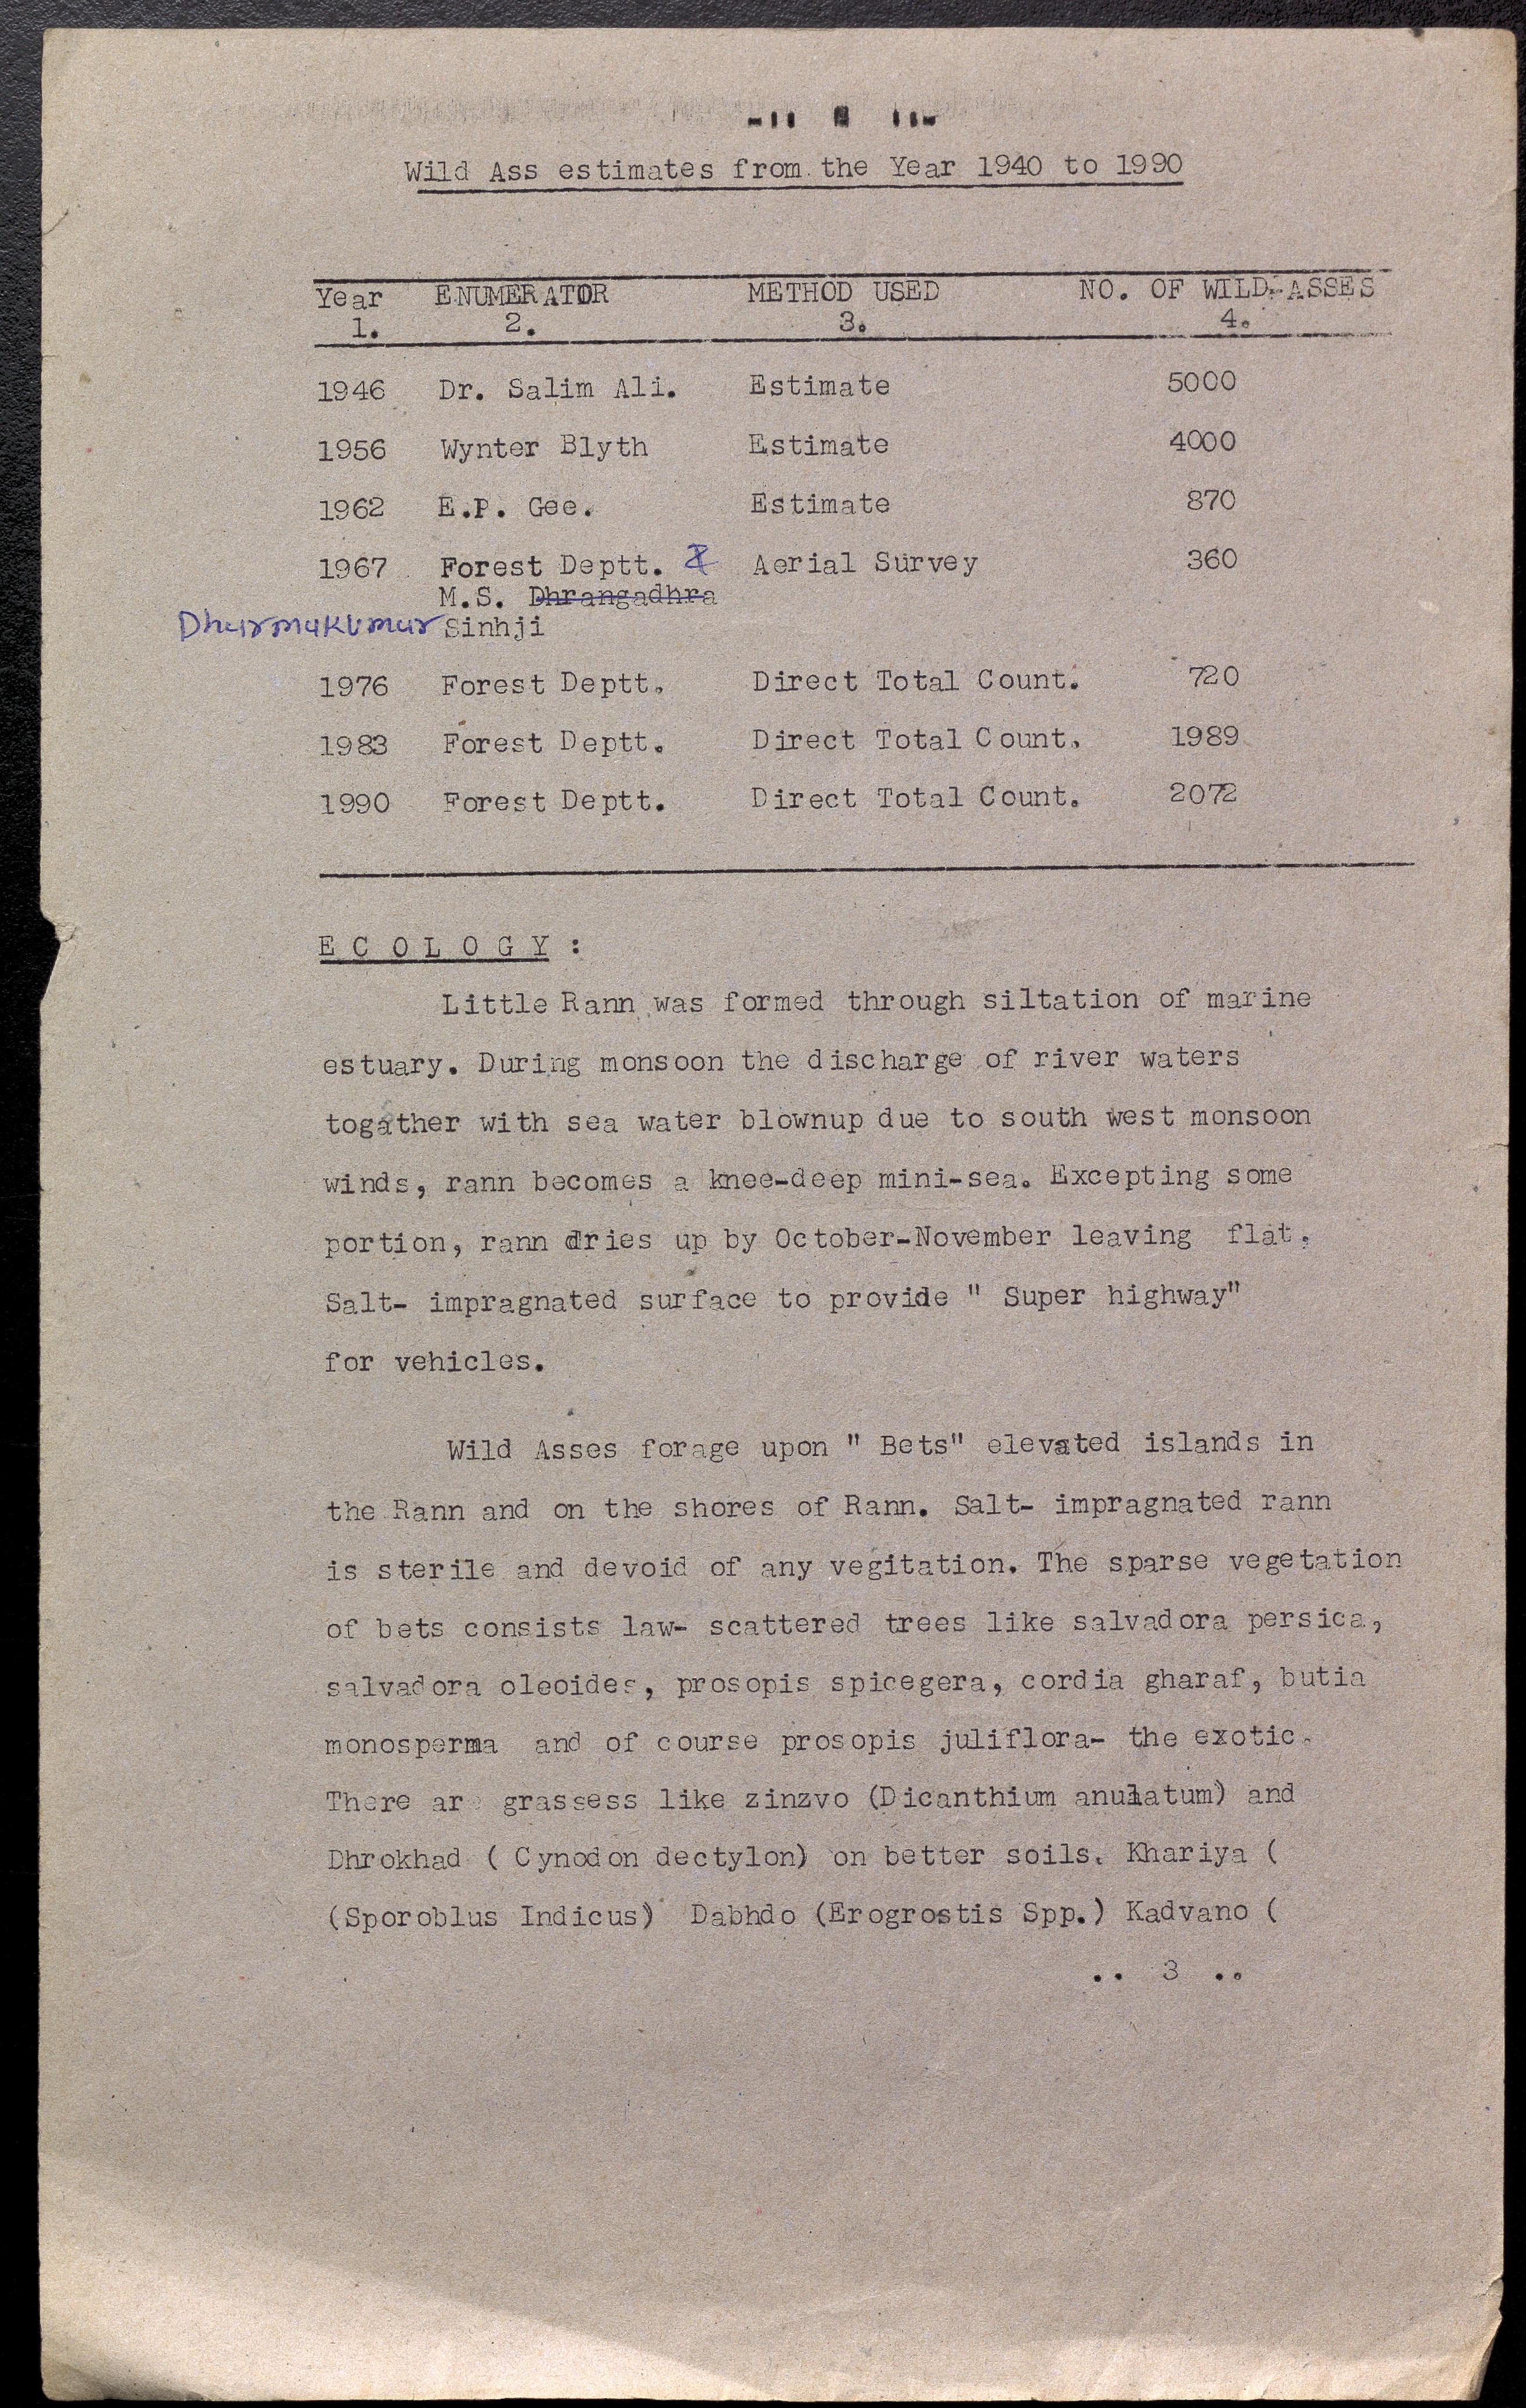 Wild Ass estimates from the Year 1940 to 1990
Year ENUMERATOR METHOD USED NO. OF WILD-ASSES
1. 2. 3. 4.
1946 Dr. Salim Ali. Estimate 5000
1956 Wynter Blyth Estimate 4000
1962 E.P. Gee. Estimate 870
1967 Forest Deptt. & Aerial Survey 360
M.S. Dhrangadhra
Dharmakumar Sinhji
1976 Forest Deptt. Direct Total Count. 720
1983 Forest Deptt. Direct Total Count. 1989
1990 Forest Deptt. Direct Total Count. 2072
E C O L O G Y :
Little Rann was formed through siltation of marine
estuary. During monsoon the discharge of river waters
togather with sea water blownup due to south west monsoon
winds, rann becomes a knee-deep mini-sea. Excepting some
portion, rann dries up by October-November leaving flat.
Salt- impragnated surface to provide " Super highway"
for vehicles.
Wild Asses forage upon " Bets" elevated islands in
the Rann and on the shores of Rann. Salt- impragnated rann
is sterile and devoid of any vegitation. The sparse vegetation
of bets consists law- scattered trees like salvadora persica,
salvadora oleoides, prosopis spicegera, cordia gharaf, butia
monosperma and of course prosopis juliflora- the exotic.
There are grassess like zinzvo (Dicanthium anulatum) and
Dhrokhad ( Cynodon dectylon) on better soils. Khariya (
(Sporoblus Indicus) Dabhdo (Erogrostis Spp.) Kadvano (
.. 3 ..